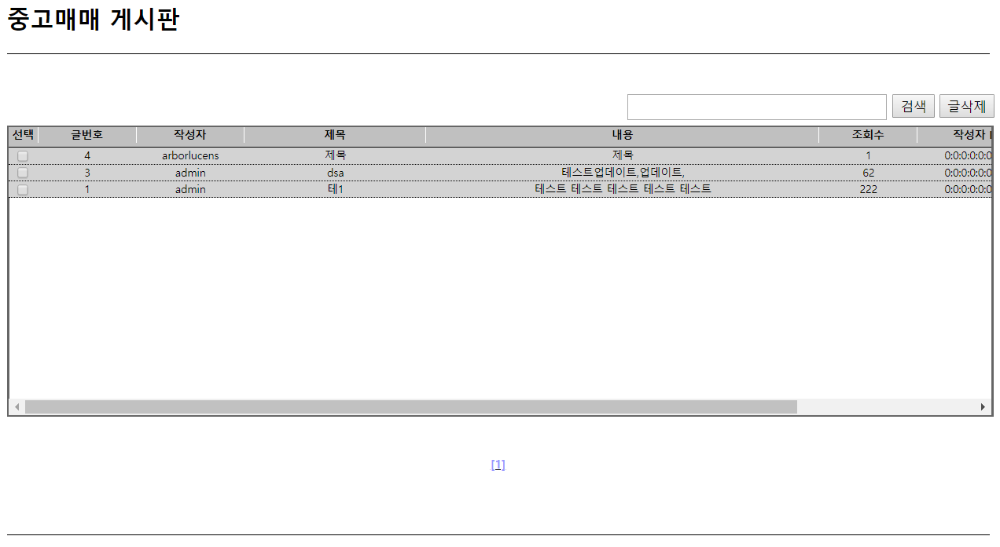 중고매매 게시판
검색 글삭제
선택 글번호 작성자 제목 내용 조회수 작성자
4 arborlucens 제목 제목 1 0:0:0:0:0:0
3 admin dsa 테스트업데이트,업데이트, 62 0:0:0:0:0:0
1 admin 테1 테스트 테스트 테스트 테스트 테스트 222 0:0:0:0:0:0
[1]